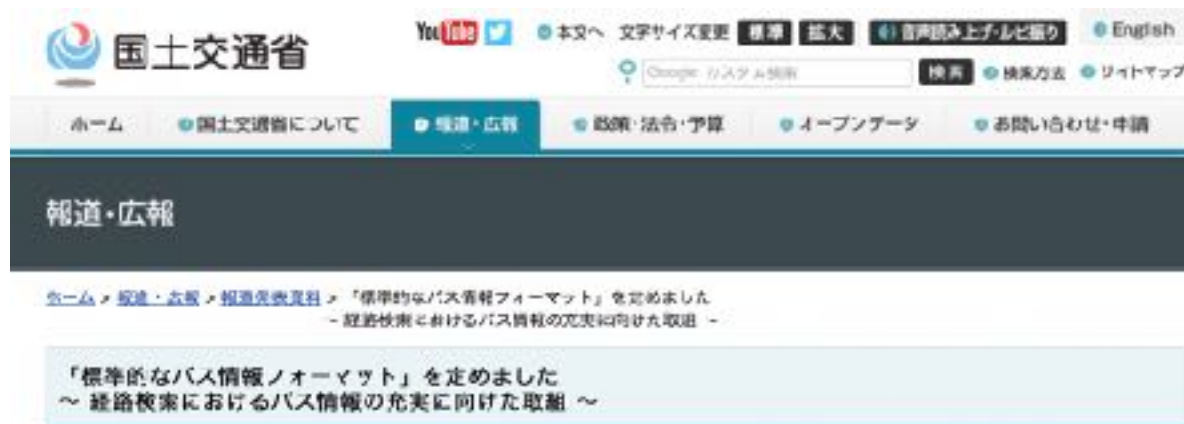 国土交通省
YouTube
本文へ 文字サイズ変更 標準 拡大 音声読み上げ・ルビ振り English
Google カスタム検索 検索 検索方法 サイトマップ
ホーム 国土交通省について 報道・広報 政策・法令・予算 オープンデータ お問い合わせ・申請
報道・広報
ホーム > 報道・広報 > 報道発表資料 > 「標準的なバス情報フォーマット」を定めました
~ 経路検索におけるバス情報の充実に向けた取組 ~
「標準的なバス情報フォーマット」を定めました
～ 経路検索におけるバス情報の充実に向けた取組 ～